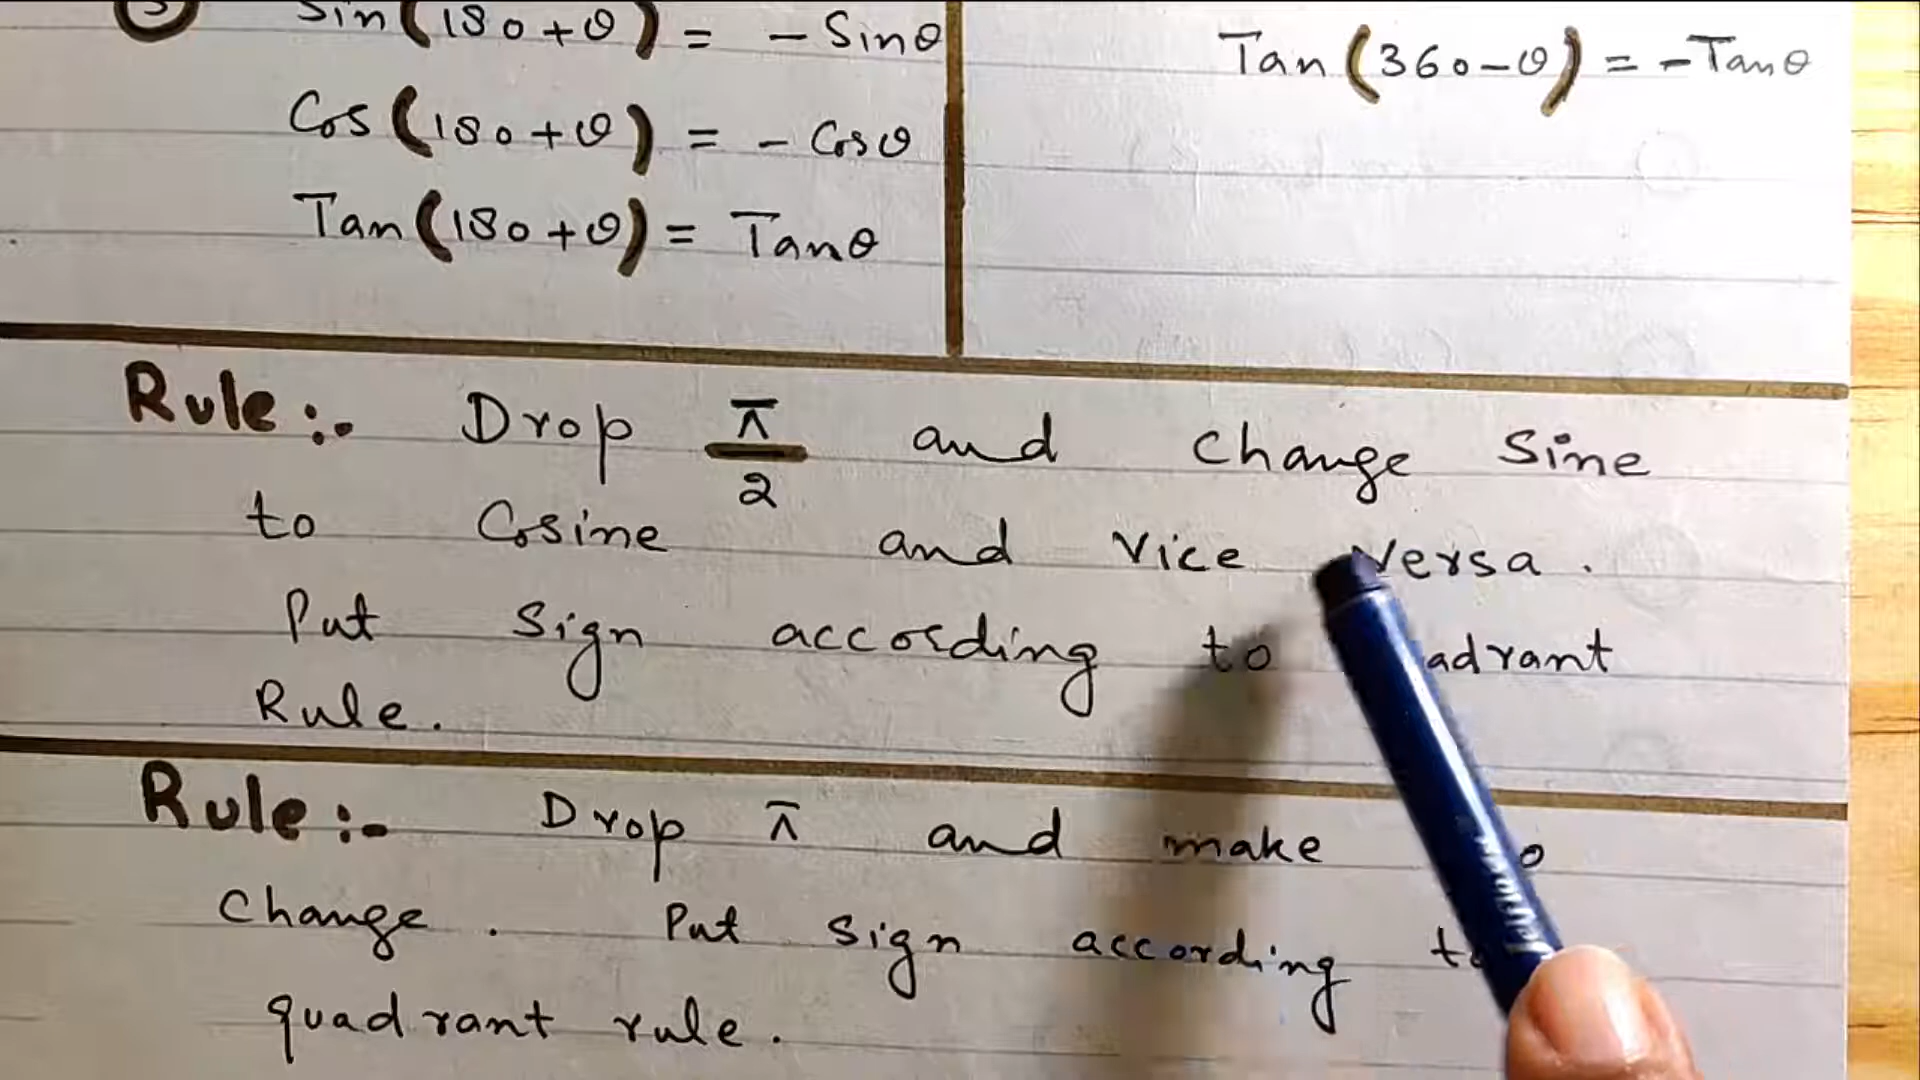 Sin(180+θ) = - Sinθ
Cos(180+θ) = - Cosθ
Tan(180+θ) = Tanθ
Tan(360-θ) = -Tanθ
Rule:- Drop π/2 and change Sine
to Cosine and vice versa.
Put sign according to adrant
Rule.
Rule:- Drop π and make
change. Put sign according
quadrant rule.